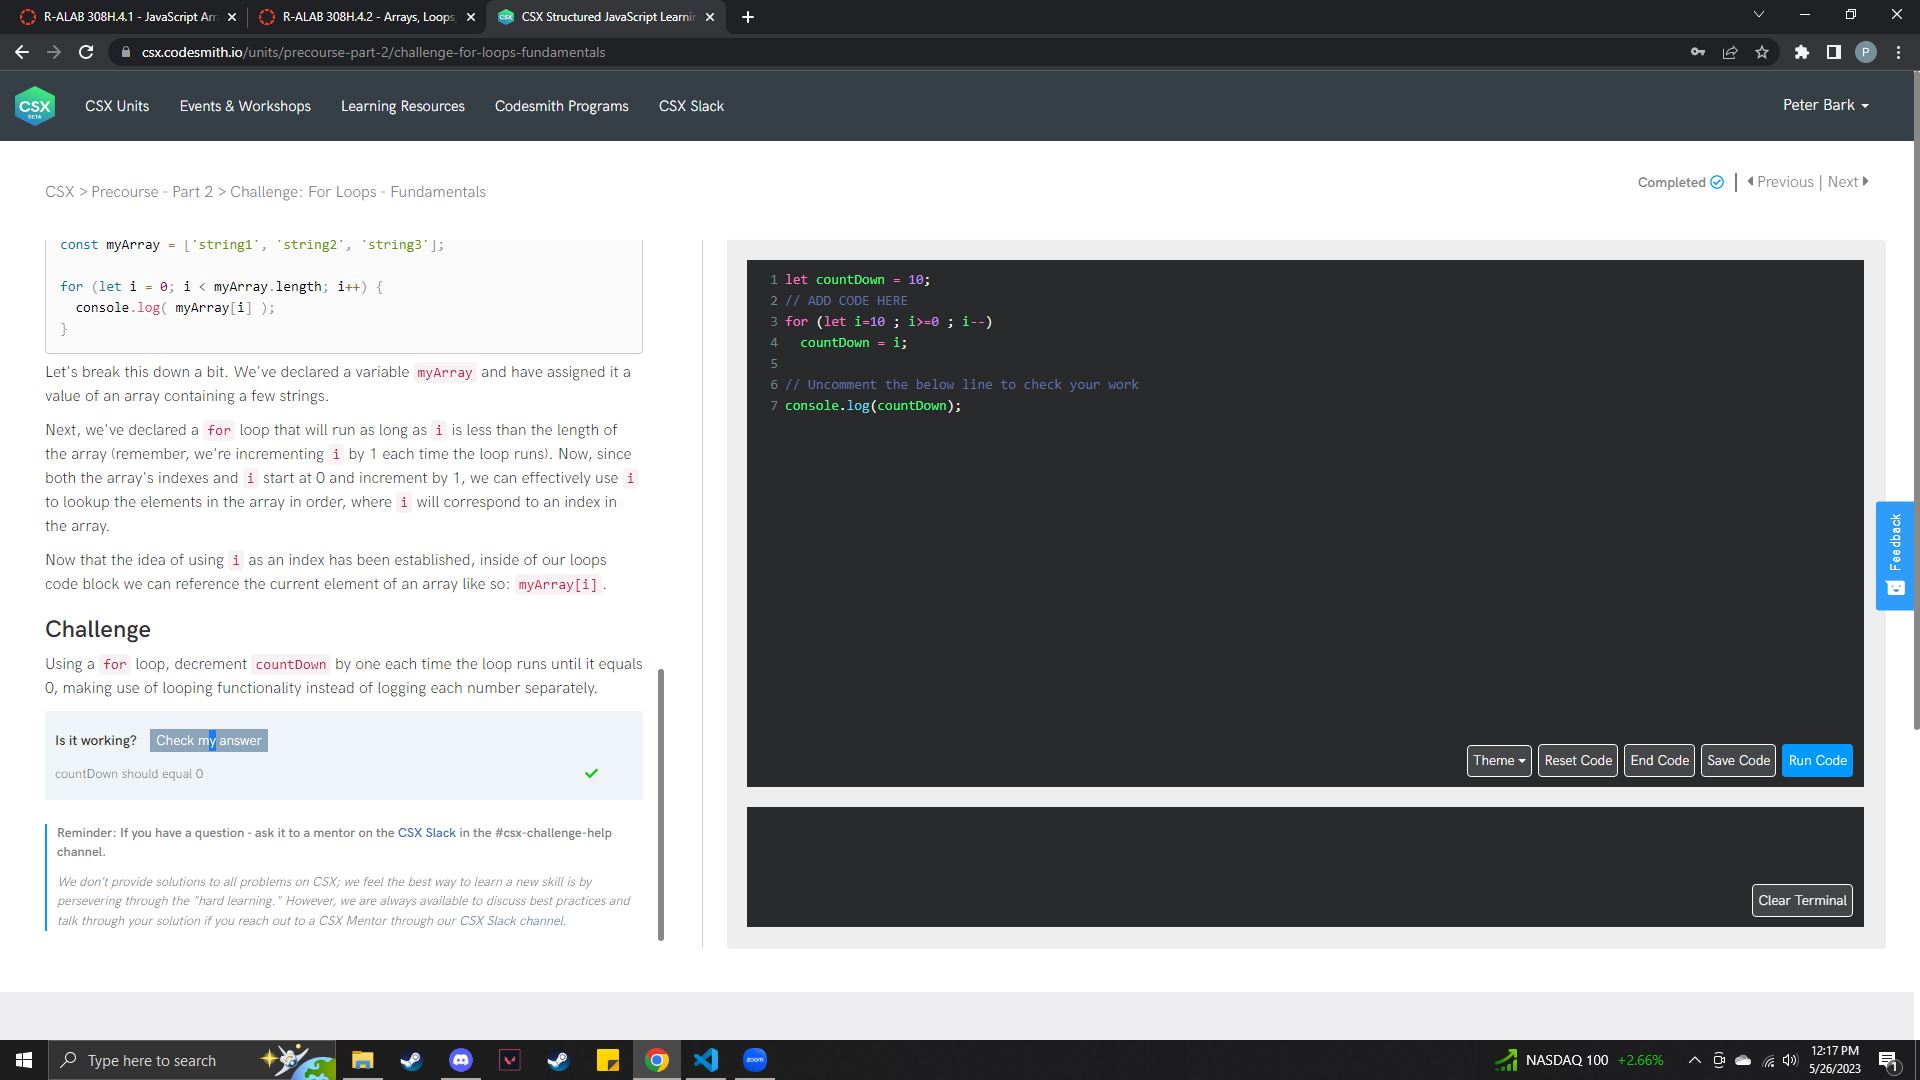 R-ALAB 308H.4.1 - JavaScript Arr
R-ALAB 308H.4.2 - Arrays, Loops,
CSX Structured JavaScript Learnin
csx.codesmith.io/units/precourse-part-2/challenge-for-loops-fundamentals
P
CSX
BETA
CSX Units
Events & Workshops
Learning Resources
Codesmith Programs
CSX Slack
Peter Bark
CSX > Precourse - Part 2 > Challenge: For Loops - Fundamentals
Completed
Previous | Next
const myArray = ['string1', 'string2', 'string3'];
for (let i = 0; i < myArray.length; i++) {
console.log( myArray[i] );
}
Let's break this down a bit. We've declared a variable myArray and have assigned it a
value of an array containing a few strings.
Next, we've declared a for loop that will run as long as i is less than the length of
the array (remember, we're incrementing i by 1 each time the loop runs). Now, since
both the array's indexes and i start at 0 and increment by 1, we can effectively use i
to lookup the elements in the array in order, where i will correspond to an index in
the array.
Now that the idea of using i as an index has been established, inside of our loops
code block we can reference the current element of an array like so: myArray[i] .
Challenge
Using a for loop, decrement countDown by one each time the loop runs until it equals
0, making use of looping functionality instead of logging each number separately.
Is it working? Check my answer
countDown should equal 0
Reminder: If you have a question - ask it to a mentor on the CSX Slack in the #csx-challenge-help
channel.
We don't provide solutions to all problems on CSX; we feel the best way to learn a new skill is by
persevering through the "hard learning." However, we are always available to discuss best practices and
talk through your solution if you reach out to a CSX Mentor through our CSX Slack channel.
1 let countDown = 10;
2 // ADD CODE HERE
3 for (let i=10 ; i>=0 ; i--)
4 countDown = i;
5
6 // Uncomment the below line to check your work
7 console.log(countDown);
Theme
Reset Code
End Code
Save Code
Run Code
Clear Terminal
Feedback
Type here to search
zoom
NASDAQ 100 +2.66%
12:17 PM
5/26/2023
1